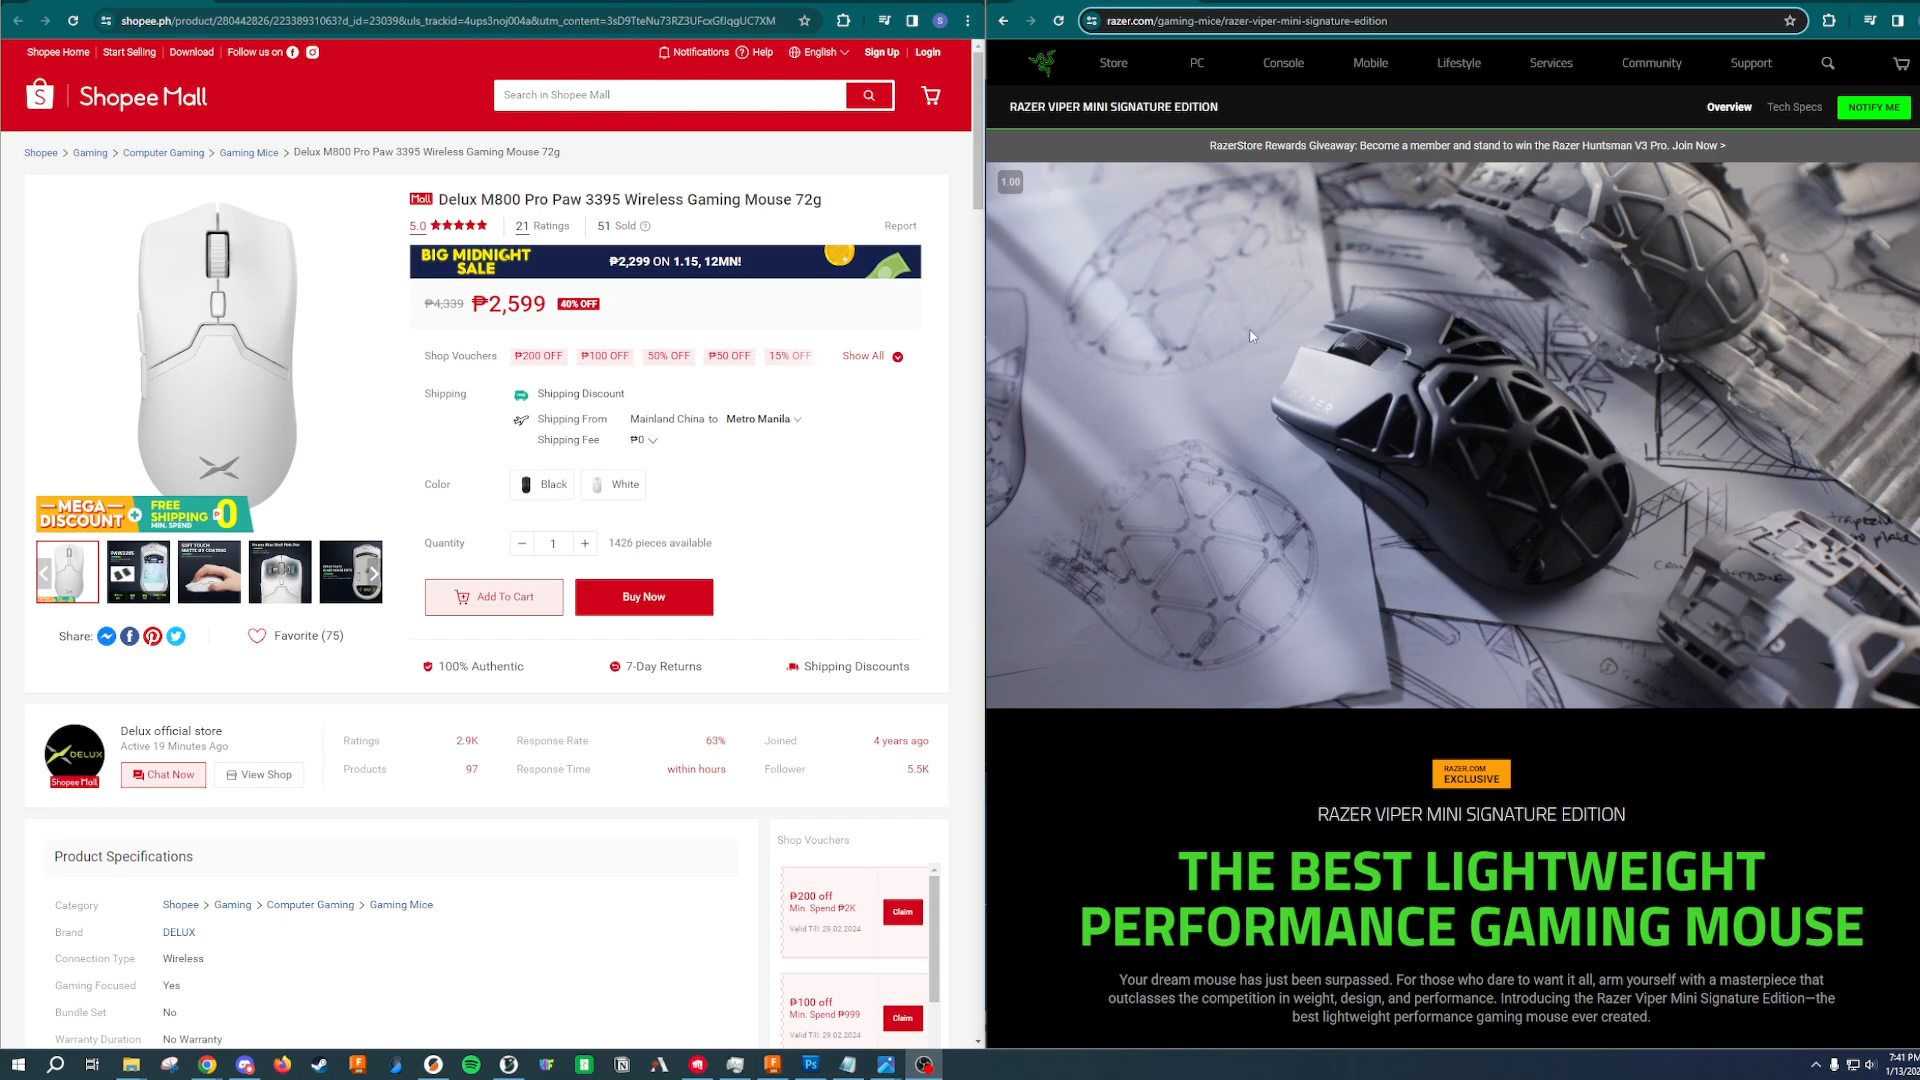 shopee.ph/product/280442826/22338931063?d_id=23039&uls_trackid=4ups3noj004a&utm_content=3sD9TteNu73RZ3UFcxGfJqgUC7XM
S
Shopee Home | Start Selling | Download | Follow us on
Notifications Help English Sign Up | Login
Shopee Mall
Search in Shopee Mall
Shopee > Gaming > Computer Gaming > Gaming Mice > Delux M800 Pro Paw 3395 Wireless Gaming Mouse 72g
Mall Delux M800 Pro Paw 3395 Wireless Gaming Mouse 72g
5.0 21 Ratings 51 Sold Report
BIG MIDNIGHT SALE ₱2,299 ON 1.15, 12MN!
₱4,339 ₱2,599 40% OFF
Shop Vouchers ₱200 OFF ₱100 OFF 50% OFF ₱50 OFF 15% OFF Show All
Shipping Shipping Discount
Shipping From Mainland China to Metro Manila
Shipping Fee ₱0
Color Black White
MEGA DISCOUNT + FREE SHIPPING MIN. SPEND ₱0
Quantity 1 1426 pieces available
PAW3395
SOFT TOUCH
Add To Cart Buy Now
Share: Favorite (75)
100% Authentic 7-Day Returns Shipping Discounts
DELUX
Shopee Mall
Delux official store
Active 19 Minutes Ago
Chat Now View Shop
Ratings 2.9K Response Rate 63% Joined 4 years ago
Products 97 Response Time within hours Follower 5.5K
Product Specifications
Category Shopee > Gaming > Computer Gaming > Gaming Mice
Brand DELUX
Connection Type Wireless
Gaming Focused Yes
Bundle Set No
Warranty Duration No Warranty
Shop Vouchers
₱200 off
Min. Spend ₱2K
Valid Till: 29.02.2024
Claim
₱100 off
Min. Spend ₱999
Valid Till: 29.02.2024
Claim
razer.com/gaming-mice/razer-viper-mini-signature-edition
Store PC Console Mobile Lifestyle Services Community Support
RAZER VIPER MINI SIGNATURE EDITION Overview Tech Specs NOTIFY ME
RazerStore Rewards Giveaway: Become a member and stand to win the Razer Huntsman V3 Pro. Join Now >
1.00
RAZER
RAZER.COM
EXCLUSIVE
RAZER VIPER MINI SIGNATURE EDITION
THE BEST LIGHTWEIGHT
PERFORMANCE GAMING MOUSE
Your dream mouse has just been surpassed. For those who dare to want it all, arm yourself with a masterpiece that
outclasses the competition in weight, design, and performance. Introducing the Razer Viper Mini Signature Edition—the
best lightweight performance gaming mouse ever created.
7:41 PM